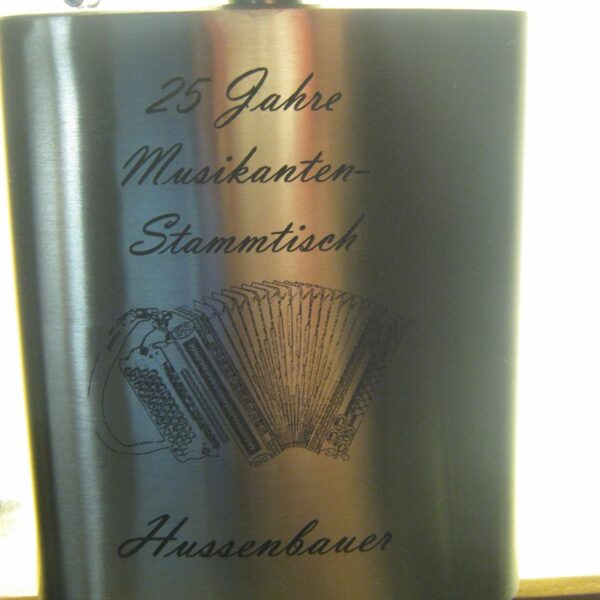 25 Jahre
Musikanten-
Stammtisch
Hussenbauer